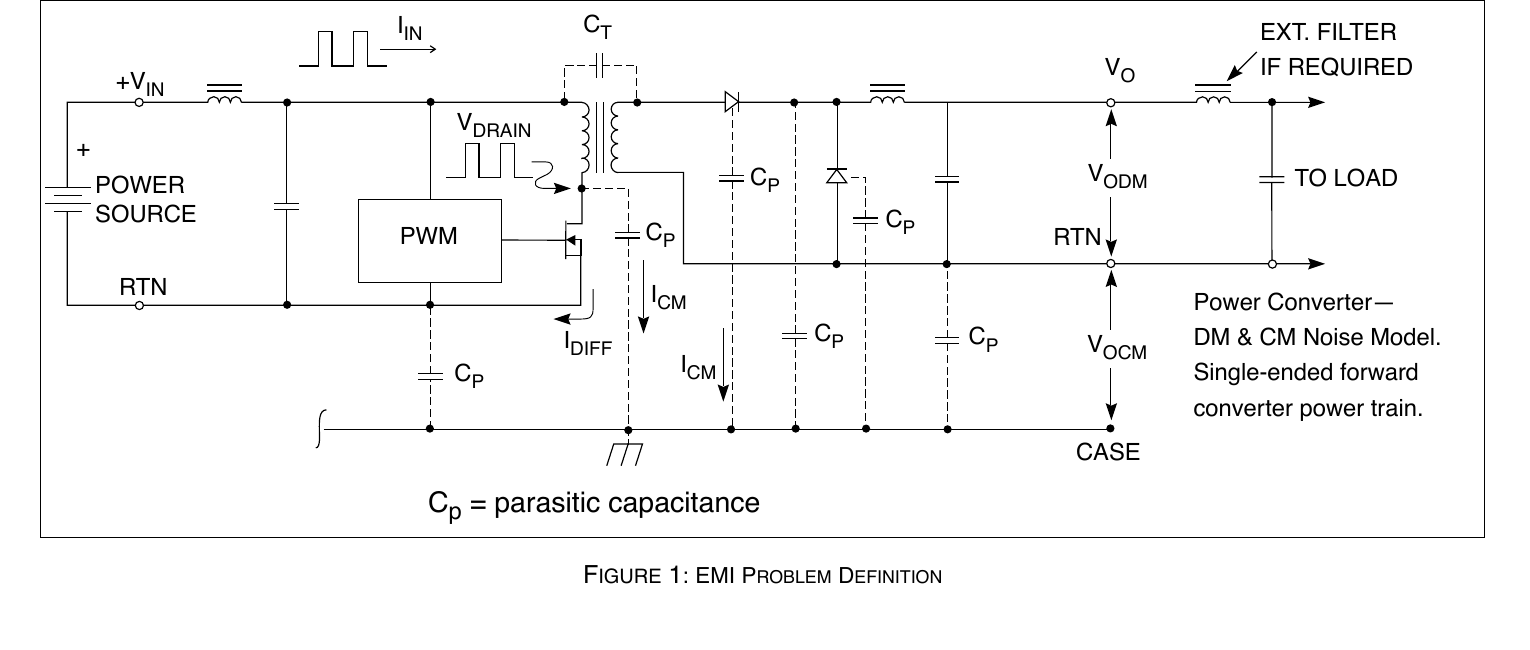 I_IN
C_T
EXT. FILTER
IF REQUIRED
+V_IN
V_O
V_DRAIN
+
POWER
SOURCE
C_P
V_ODM
TO LOAD
C_P
PWM
C_P
RTN
RTN
I_CM
Power Converter—
DM & CM Noise Model.
Single-ended forward
converter power train.
I_DIFF
C_P
C_P
V_OCM
I_CM
C_P
CASE
C_p = parasitic capacitance
FIGURE 1: EMI PROBLEM DEFINITION